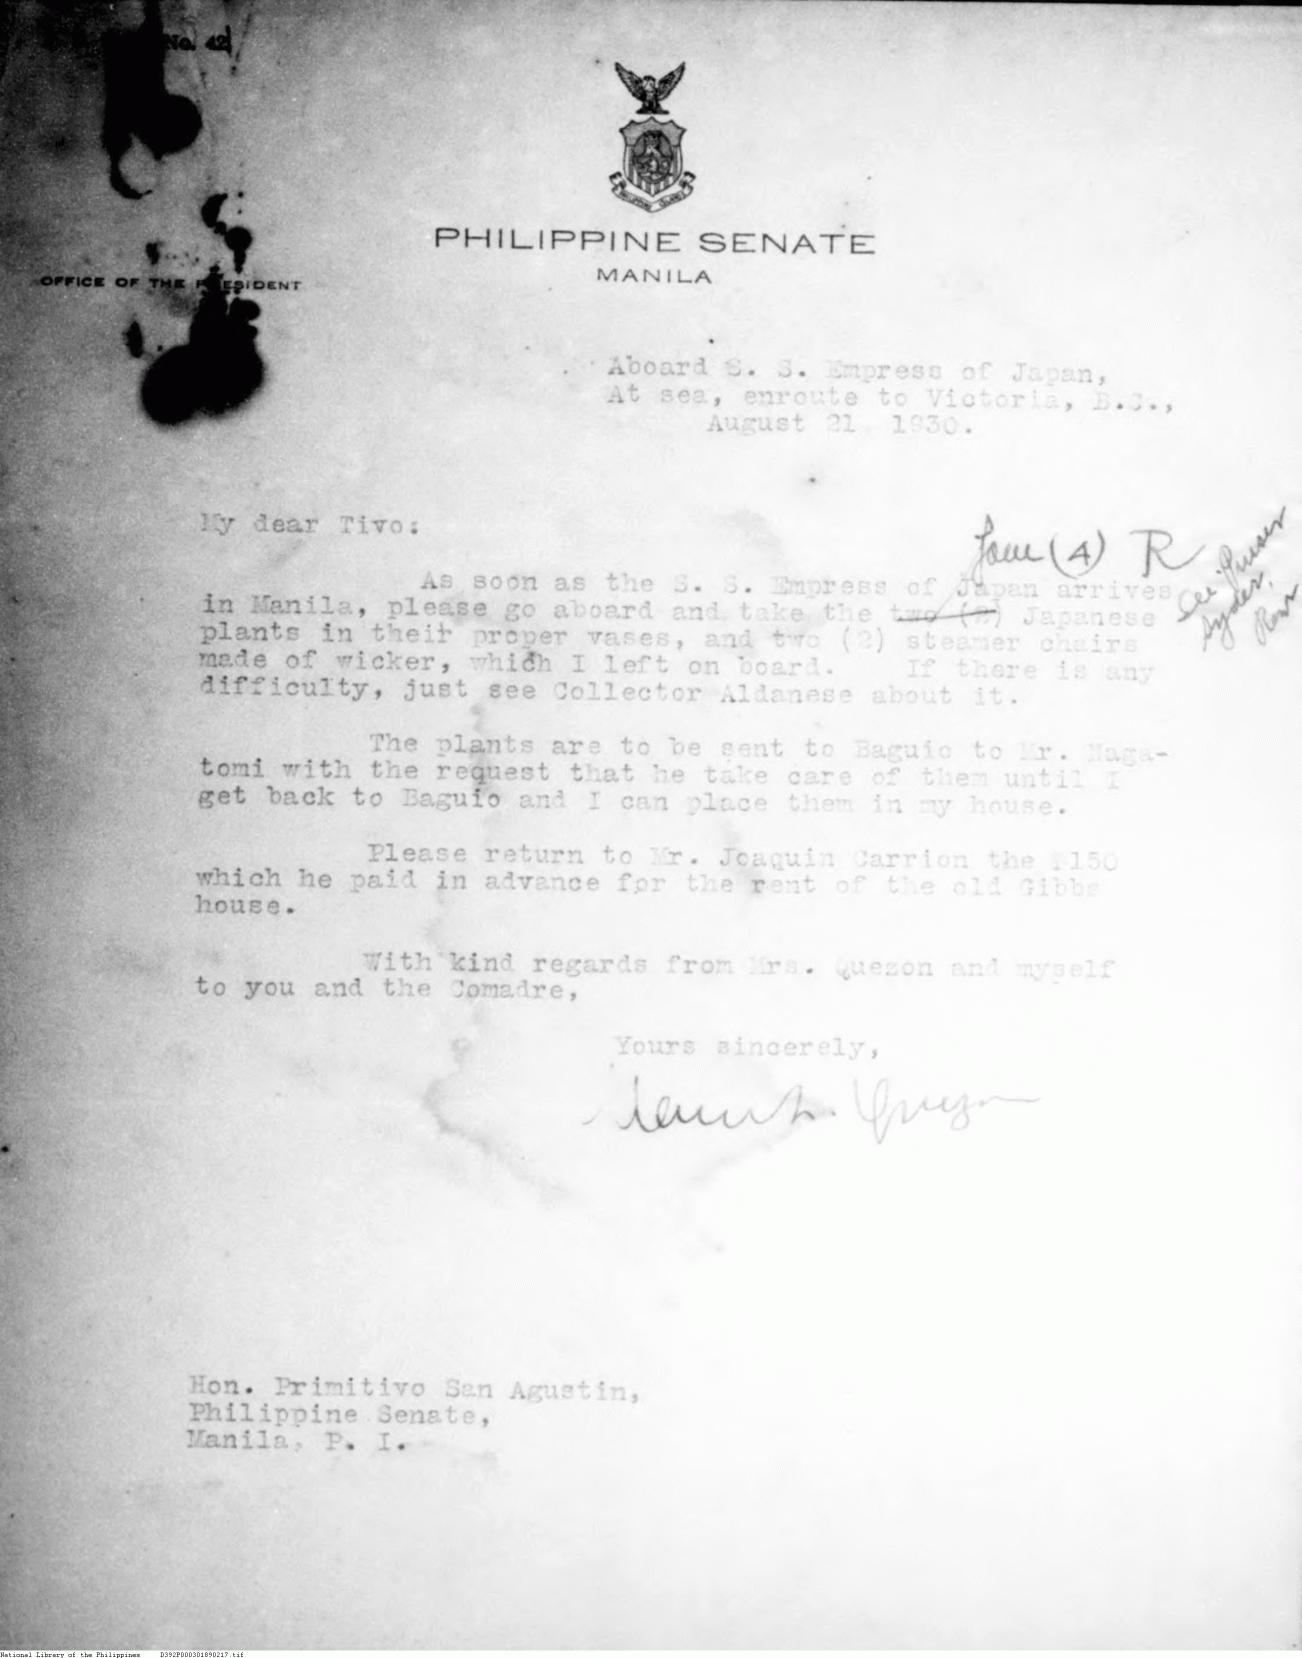 No. 42
PHILIPPINE SENATE
MANILA
OFFICE OF THE PRESIDENT
Aboard S. S. Empress of Japan,
At sea, enroute to Victoria, B.C.,
August 21 1930.
My dear Tivo:
four (4) R
See Purser
Ryder,
As soon as the S. S. Empress of Japan arrives
in Manila, please go aboard and take the two (2) Japanese
plants in their proper vases, and two (2) steamer chairs
made of wicker, which I left on board. If there is any
difficulty, just see Collector Aldanese about it.
The plants are to be sent to Baguio to Mr. Naga-
tomi with the request that he take care of them until I
get back to Baguio and I can place them in my house.
Please return to Mr. Joaquin Carrion the ₱150
which he paid in advance for the rent of the old Gibbs
house.
With kind regards from Mrs. Quezon and myself
to you and the Comadre,
Yours sincerely,
Manuel L. Quezon
Hon. Primitivo San Agustin,
Philippine Senate,
Manila, P. I.
National Library of the Philippines D392P000301890217.tif